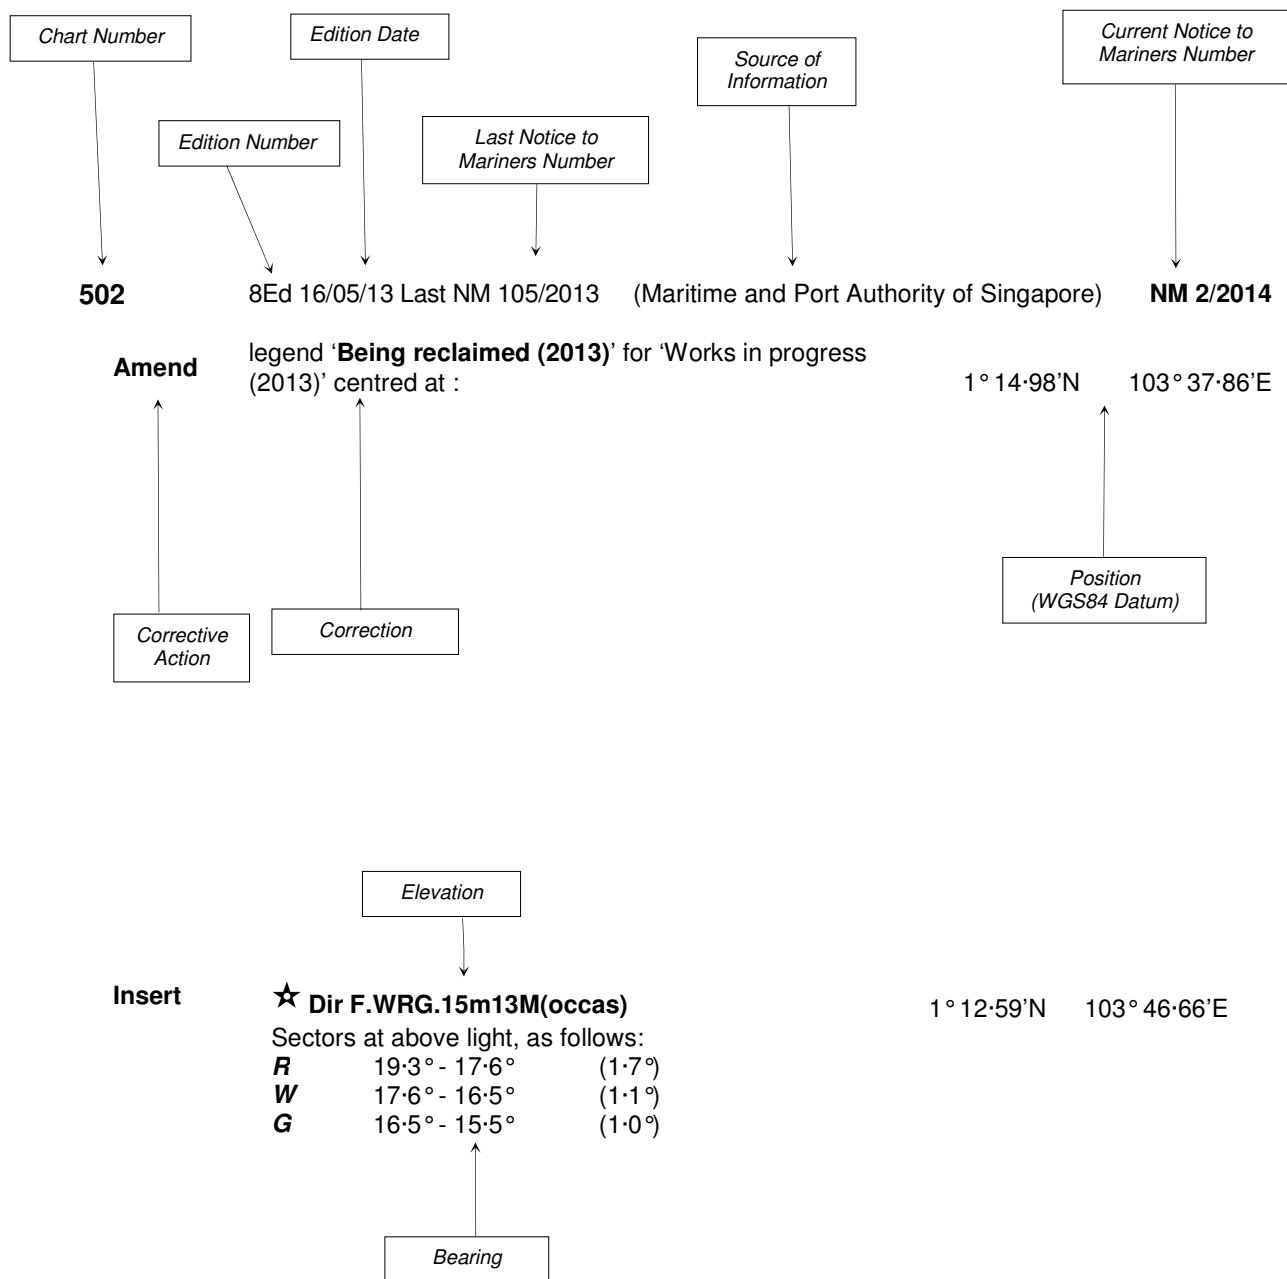 Chart Number
Edition Date
Source of
Information
Current Notice to
Mariners Number
Edition Number
Last Notice to
Mariners Number
502 8Ed 16/05/13 Last NM 105/2013 (Maritime and Port Authority of Singapore) NM 2/2014
Amend legend ‘Being reclaimed (2013)’ for ‘Works in progress
(2013)’ centred at : 1° 14·98’N 103° 37·86’E
Position
(WGS84 Datum)
Corrective
Action
Correction
Elevation
Insert Dir F.WRG.15m13M(occas) 1° 12·59’N 103° 46·66’E
Sectors at above light, as follows:
R 19·3° - 17·6° (1·7°)
W 17·6° - 16·5° (1·1°)
G 16·5° - 15·5° (1·0°)
Bearing